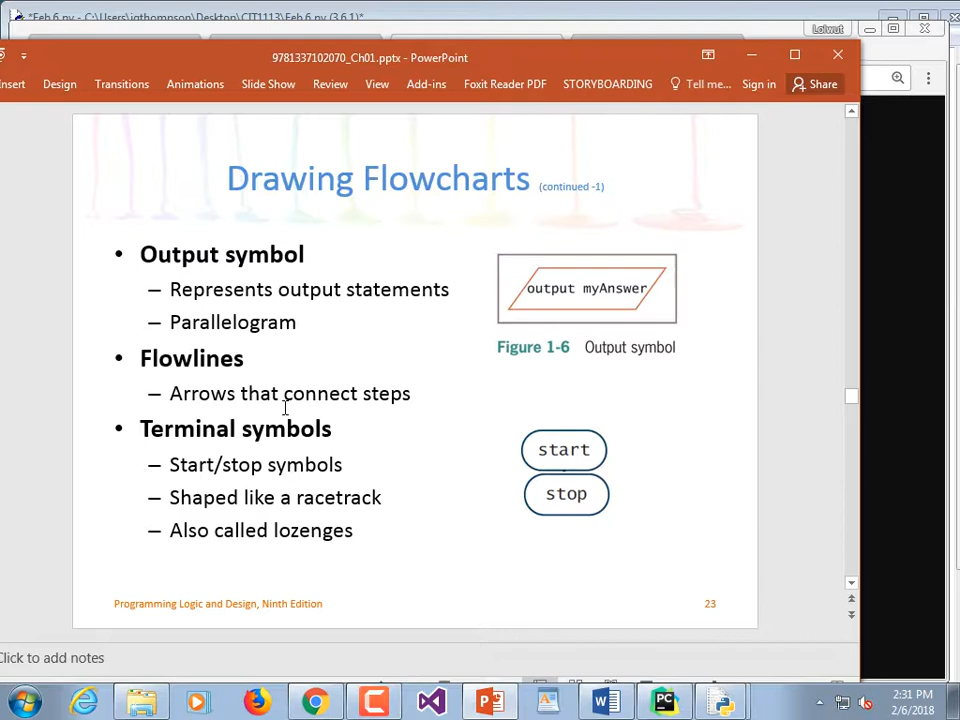 *Feb 6.py - C:\Users\jgthompson\Desktop\CIT1113\Feb 6.py (3.6.1)*
Lolwut
9781337102070_Ch01.pptx - PowerPoint
Insert Design Transitions Animations Slide Show Review View Add-ins Foxit Reader PDF STORYBOARDING Tell me... Sign in Share
Drawing Flowcharts (continued -1)
• Output symbol
– Represents output statements
– Parallelogram
• Flowlines
– Arrows that connect steps
• Terminal symbols
– Start/stop symbols
– Shaped like a racetrack
– Also called lozenges
output myAnswer
Figure 1-6 Output symbol
start
stop
Programming Logic and Design, Ninth Edition
23
Click to add notes
2:31 PM
2/6/2018